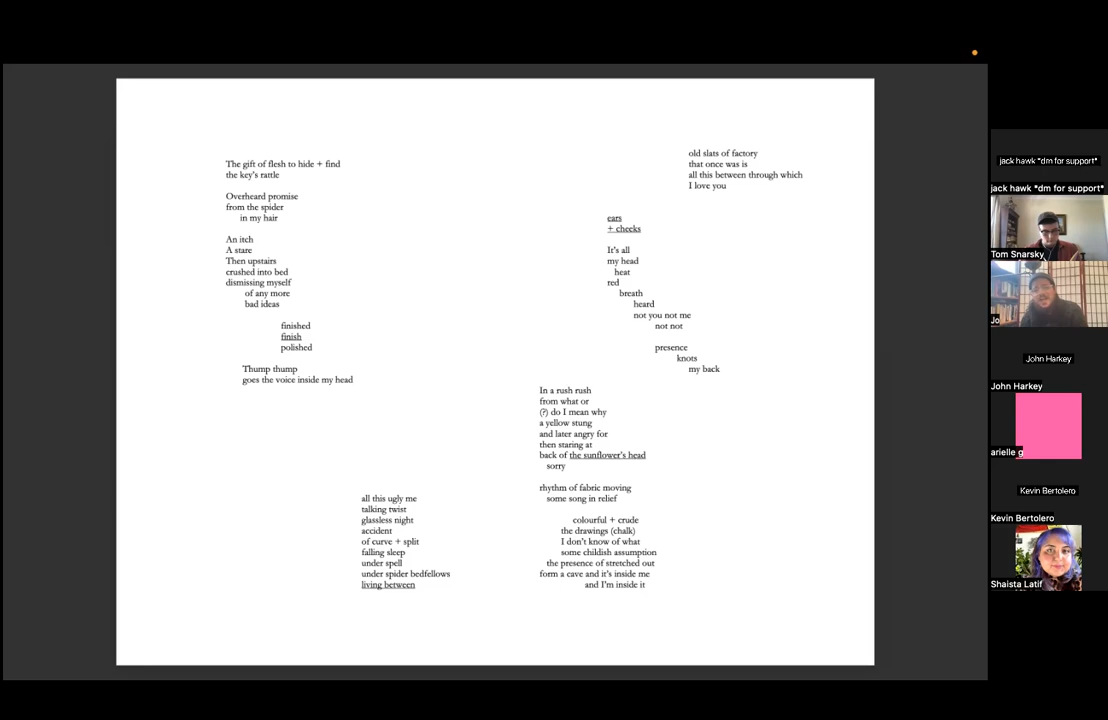 The gift of flesh to hide + find
the key's rattle
Overheard promise
from the spider
in my hair
An itch
A stare
Then upstairs
crushed into bed
dismissing myself
of any more
bad ideas
finished
finish
polished
Thump thump
goes the voice inside my head
all this ugly me
talking twist
glassless night
accident
of curve + split
falling sleep
under spell
under spider bedfellows
living between
old slats of factory
that once was is
all this between through which
I love you
ears
+ cheeks
It's all
my head
heat
red
breath
heard
not you not me
not not
presence
knots
my back
In a rush rush
from what or
(?) do I mean why
a yellow stung
and later angry for
then staring at
back of the sunflower's head
sorry
rhythm of fabric moving
some song in relief
colourful + crude
the drawings (chalk)
I don't know of what
some childish assumption
the presence of stretched out
form a cave and it's inside me
and I'm inside it
jack hawk *dm for support*
jack hawk *dm for support*
Tom Snarsky
Jo
John Harkey
John Harkey
arielle g
Kevin Bertolero
Kevin Bertolero
Shaista Latif